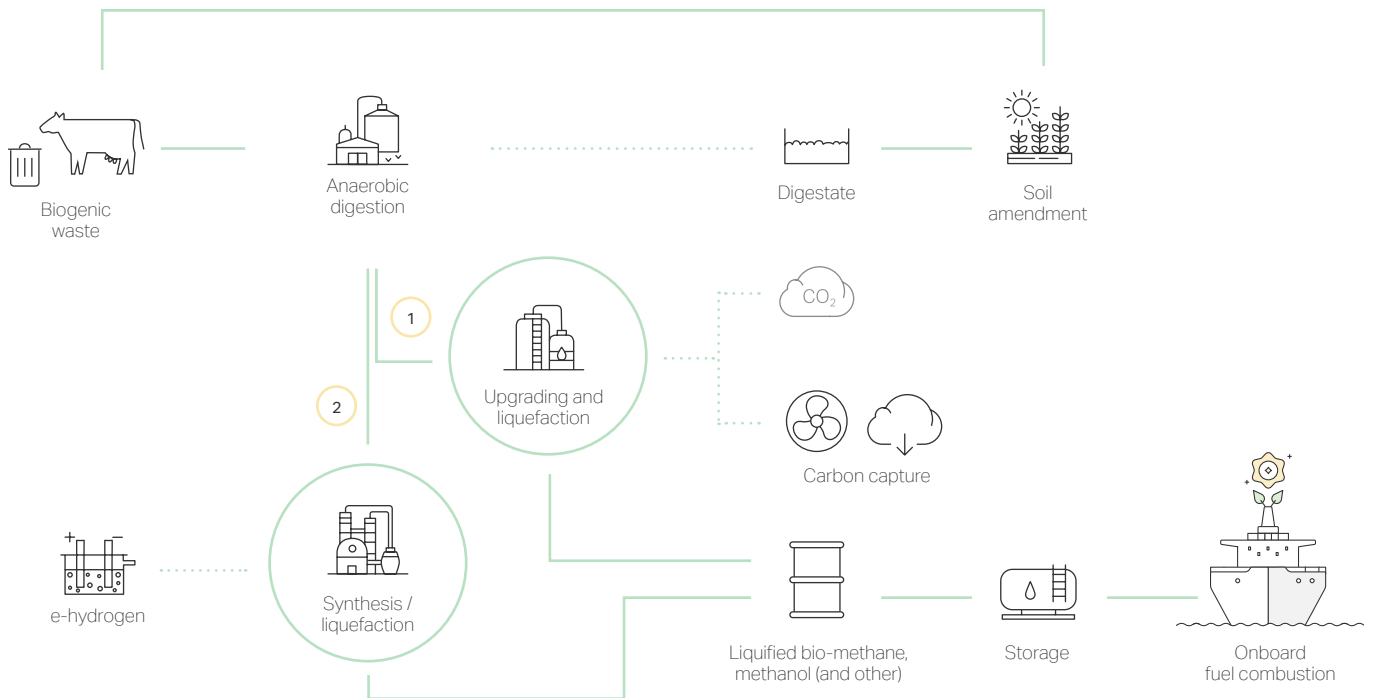 Biogenic
waste
Anaerobic
digestion
Digestate
Soil
amendment
1
Upgrading and
liquefaction
CO₂
2
Carbon capture
+ −
e-hydrogen
Synthesis /
liquefaction
Liquified bio-methane,
methanol (and other)
Storage
Onboard
fuel combustion